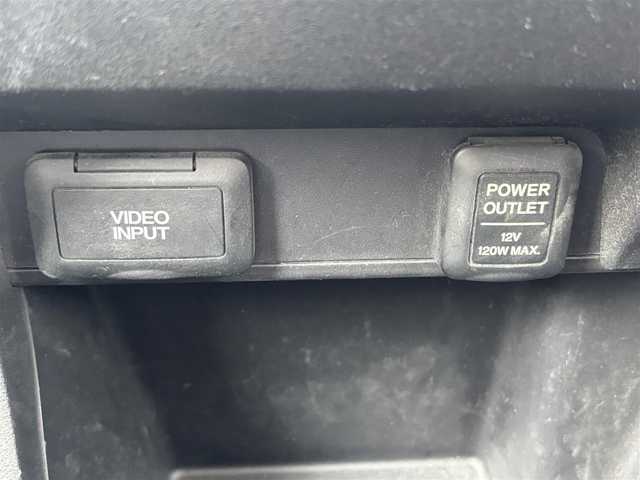 VIDEO
INPUT
POWER
OUTLET
12V
120W MAX.